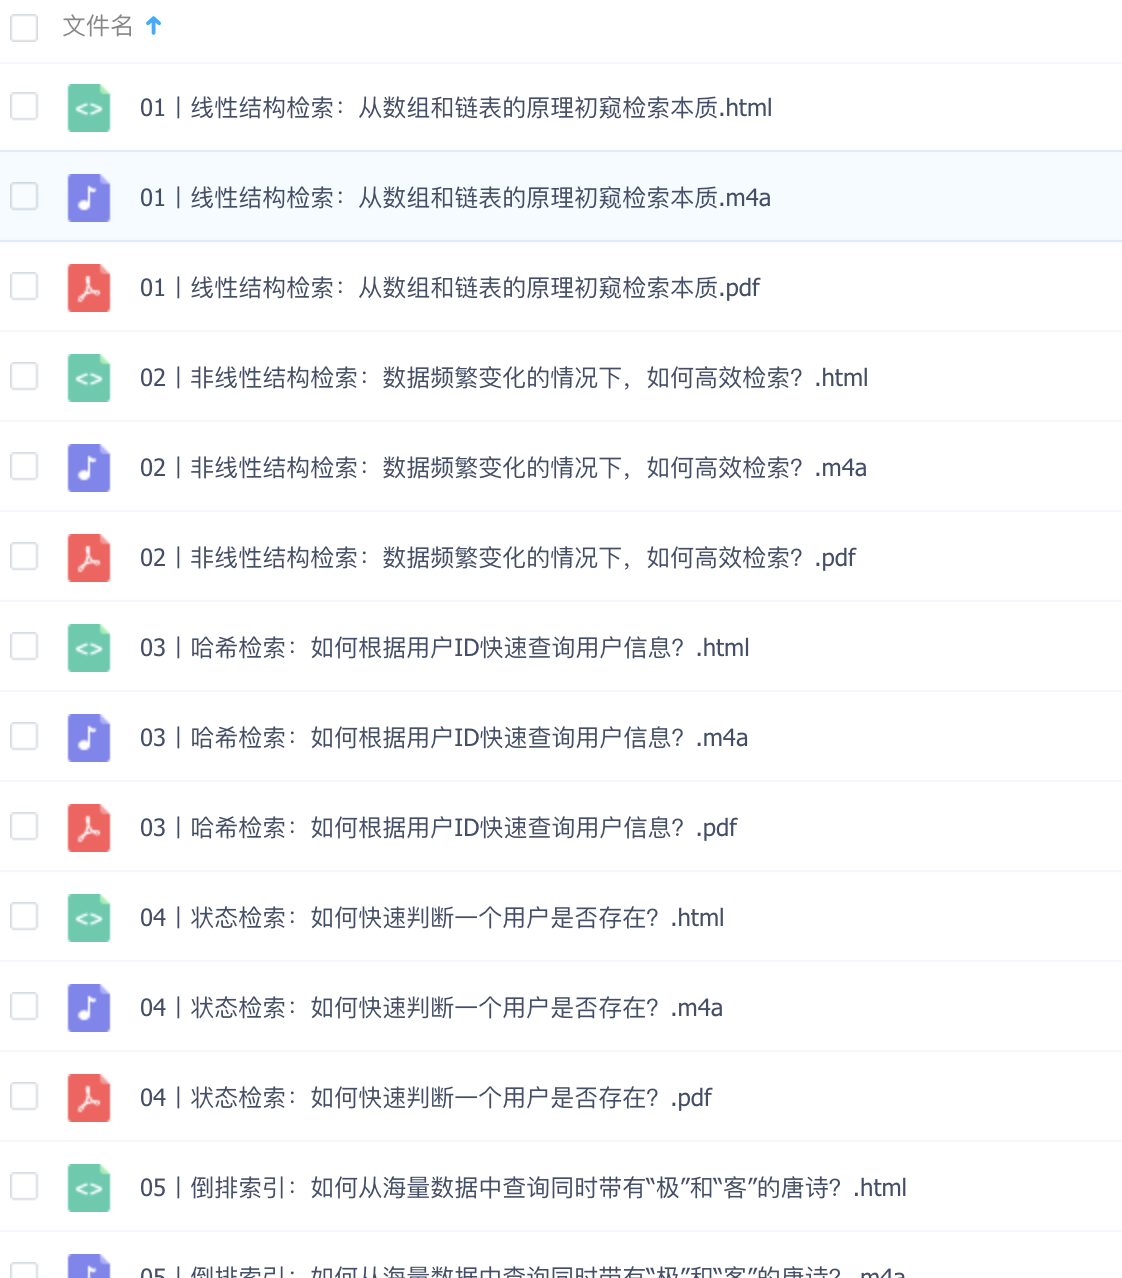 文件名
01丨线性结构检索：从数组和链表的原理初窥检索本质.html
01丨线性结构检索：从数组和链表的原理初窥检索本质.m4a
01丨线性结构检索：从数组和链表的原理初窥检索本质.pdf
02丨非线性结构检索：数据频繁变化的情况下，如何高效检索？.html
02丨非线性结构检索：数据频繁变化的情况下，如何高效检索？.m4a
02丨非线性结构检索：数据频繁变化的情况下，如何高效检索？.pdf
03丨哈希检索：如何根据用户ID快速查询用户信息？.html
03丨哈希检索：如何根据用户ID快速查询用户信息？.m4a
03丨哈希检索：如何根据用户ID快速查询用户信息？.pdf
04丨状态检索：如何快速判断一个用户是否存在？.html
04丨状态检索：如何快速判断一个用户是否存在？.m4a
04丨状态检索：如何快速判断一个用户是否存在？.pdf
05丨倒排索引：如何从海量数据中查询同时带有“极”和“客”的唐诗？.html
05丨倒排索引：如何从海量数据中查询同时带有“极”和“客”的唐诗？.m4a